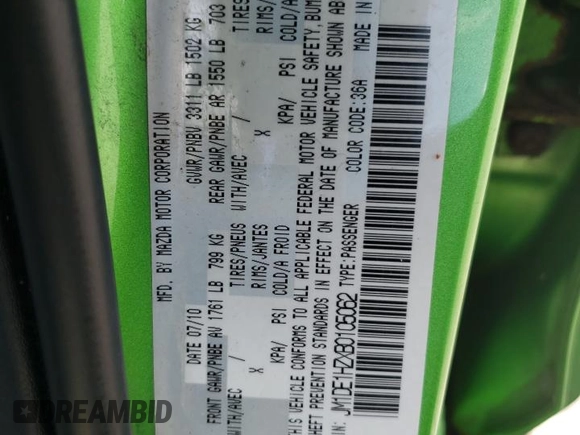 MFD. BY MAZDA MOTOR CORPORATION
DATE 07/10 GVWR/PNBV 3311 LB 1502 KG
FRONT GAWR/PNBE AV 1761 LB 799 KG REAR GAWR/PNBE AR 1550 LB 703
WITH/AVEC TIRES/PNEUS WITH/AVEC TIRES/
X RIMS/JANTES X RIMS/
KPA/ PSI COLD/A FROID KPA/ PSI COLD/A
VEHICLE CONFORMS TO ALL APPLICABLE FEDERAL MOTOR VEHICLE SAFETY, BUM
THEFT PREVENTION STANDARDS IN EFFECT ON THE DATE OF MANUFACTURE SHOWN AB
JM1DE1HZXB0105062 TYPE:PASSENGER COLOR CODE:36A MADE IN
DREAMBID